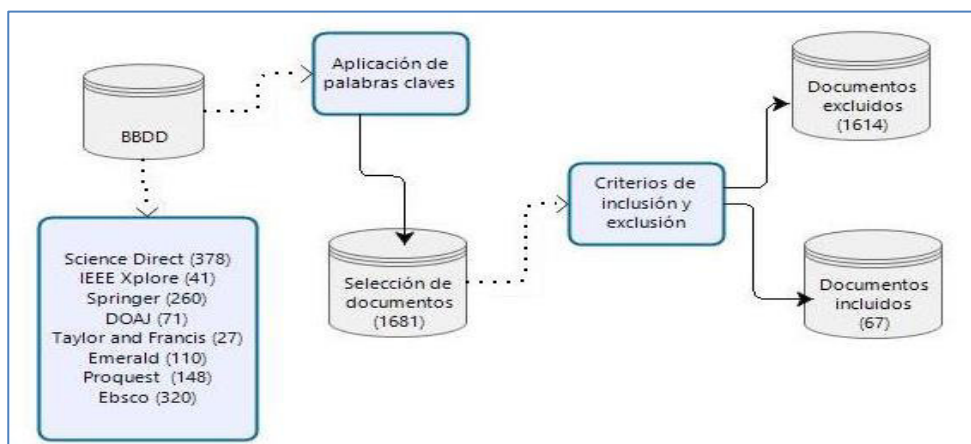 BBDD
Aplicación de
palabras claves
Documentos
excluidos
(1614)
Criterios de
inclusión y
exclusión
Science Direct (378)
IEEE Xplore (41)
Springer (260)
DOAJ (71)
Taylor and Francis (27)
Emerald (110)
Proquest (148)
Ebsco (320)
Selección de
documentos
(1681)
Documentos
incluidos
(67)